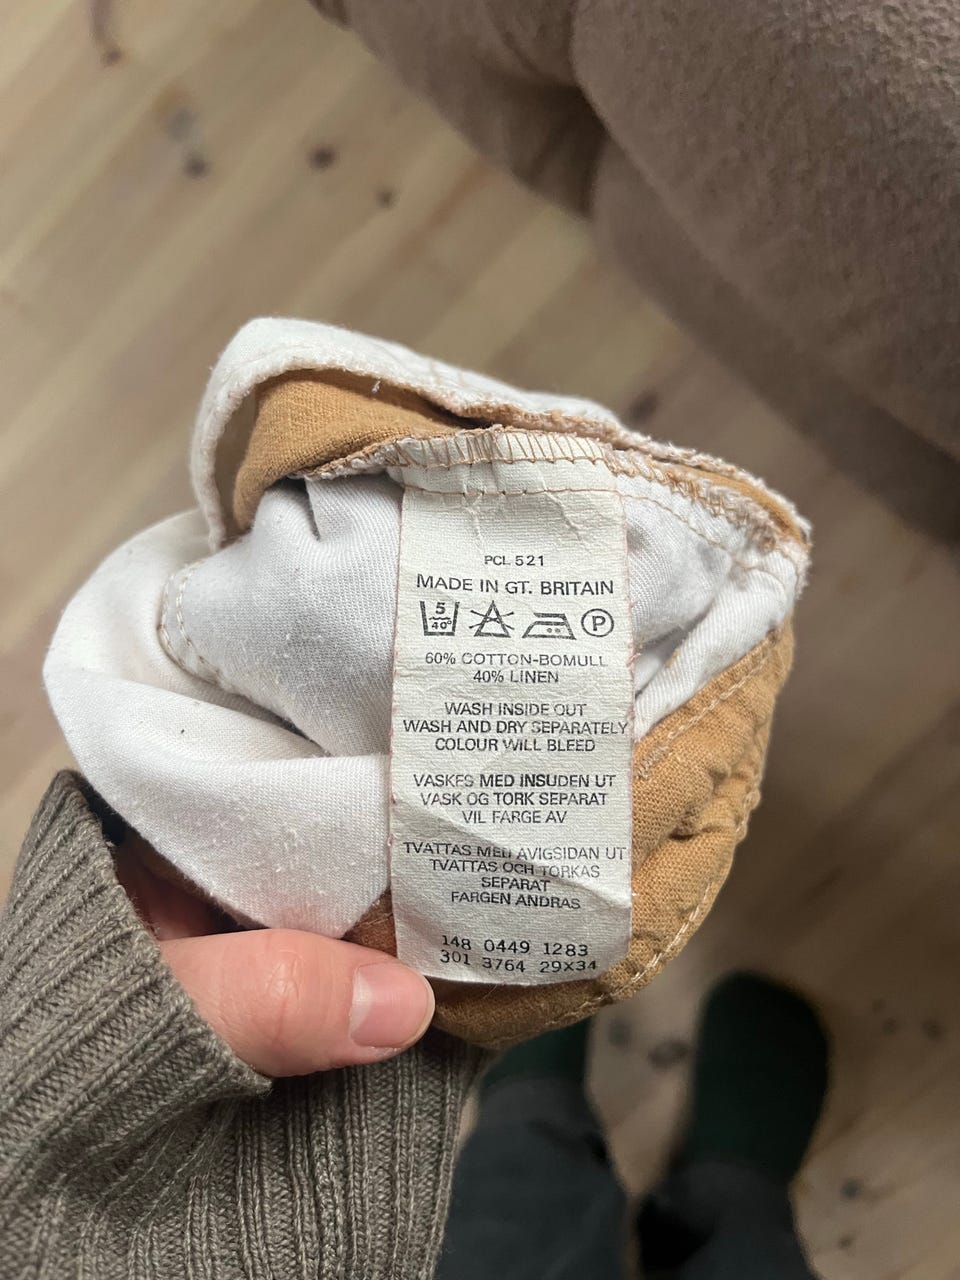 PCL 521
MADE IN GT. BRITAIN
5
40°
P
60% COTTON-BOMULL
40% LINEN
WASH INSIDE OUT
WASH AND DRY SEPARATELY
COLOUR WILL BLEED
VASKES MED INSUDEN UT
VASK OG TORK SEPARAT
VIL FARGE AV
TVATTAS MED AVIGSIDAN UT
TVATTAS OCH TORKAS
SEPARAT
FARGEN ANDRAS
148 0449 1283
301 3764 29X34